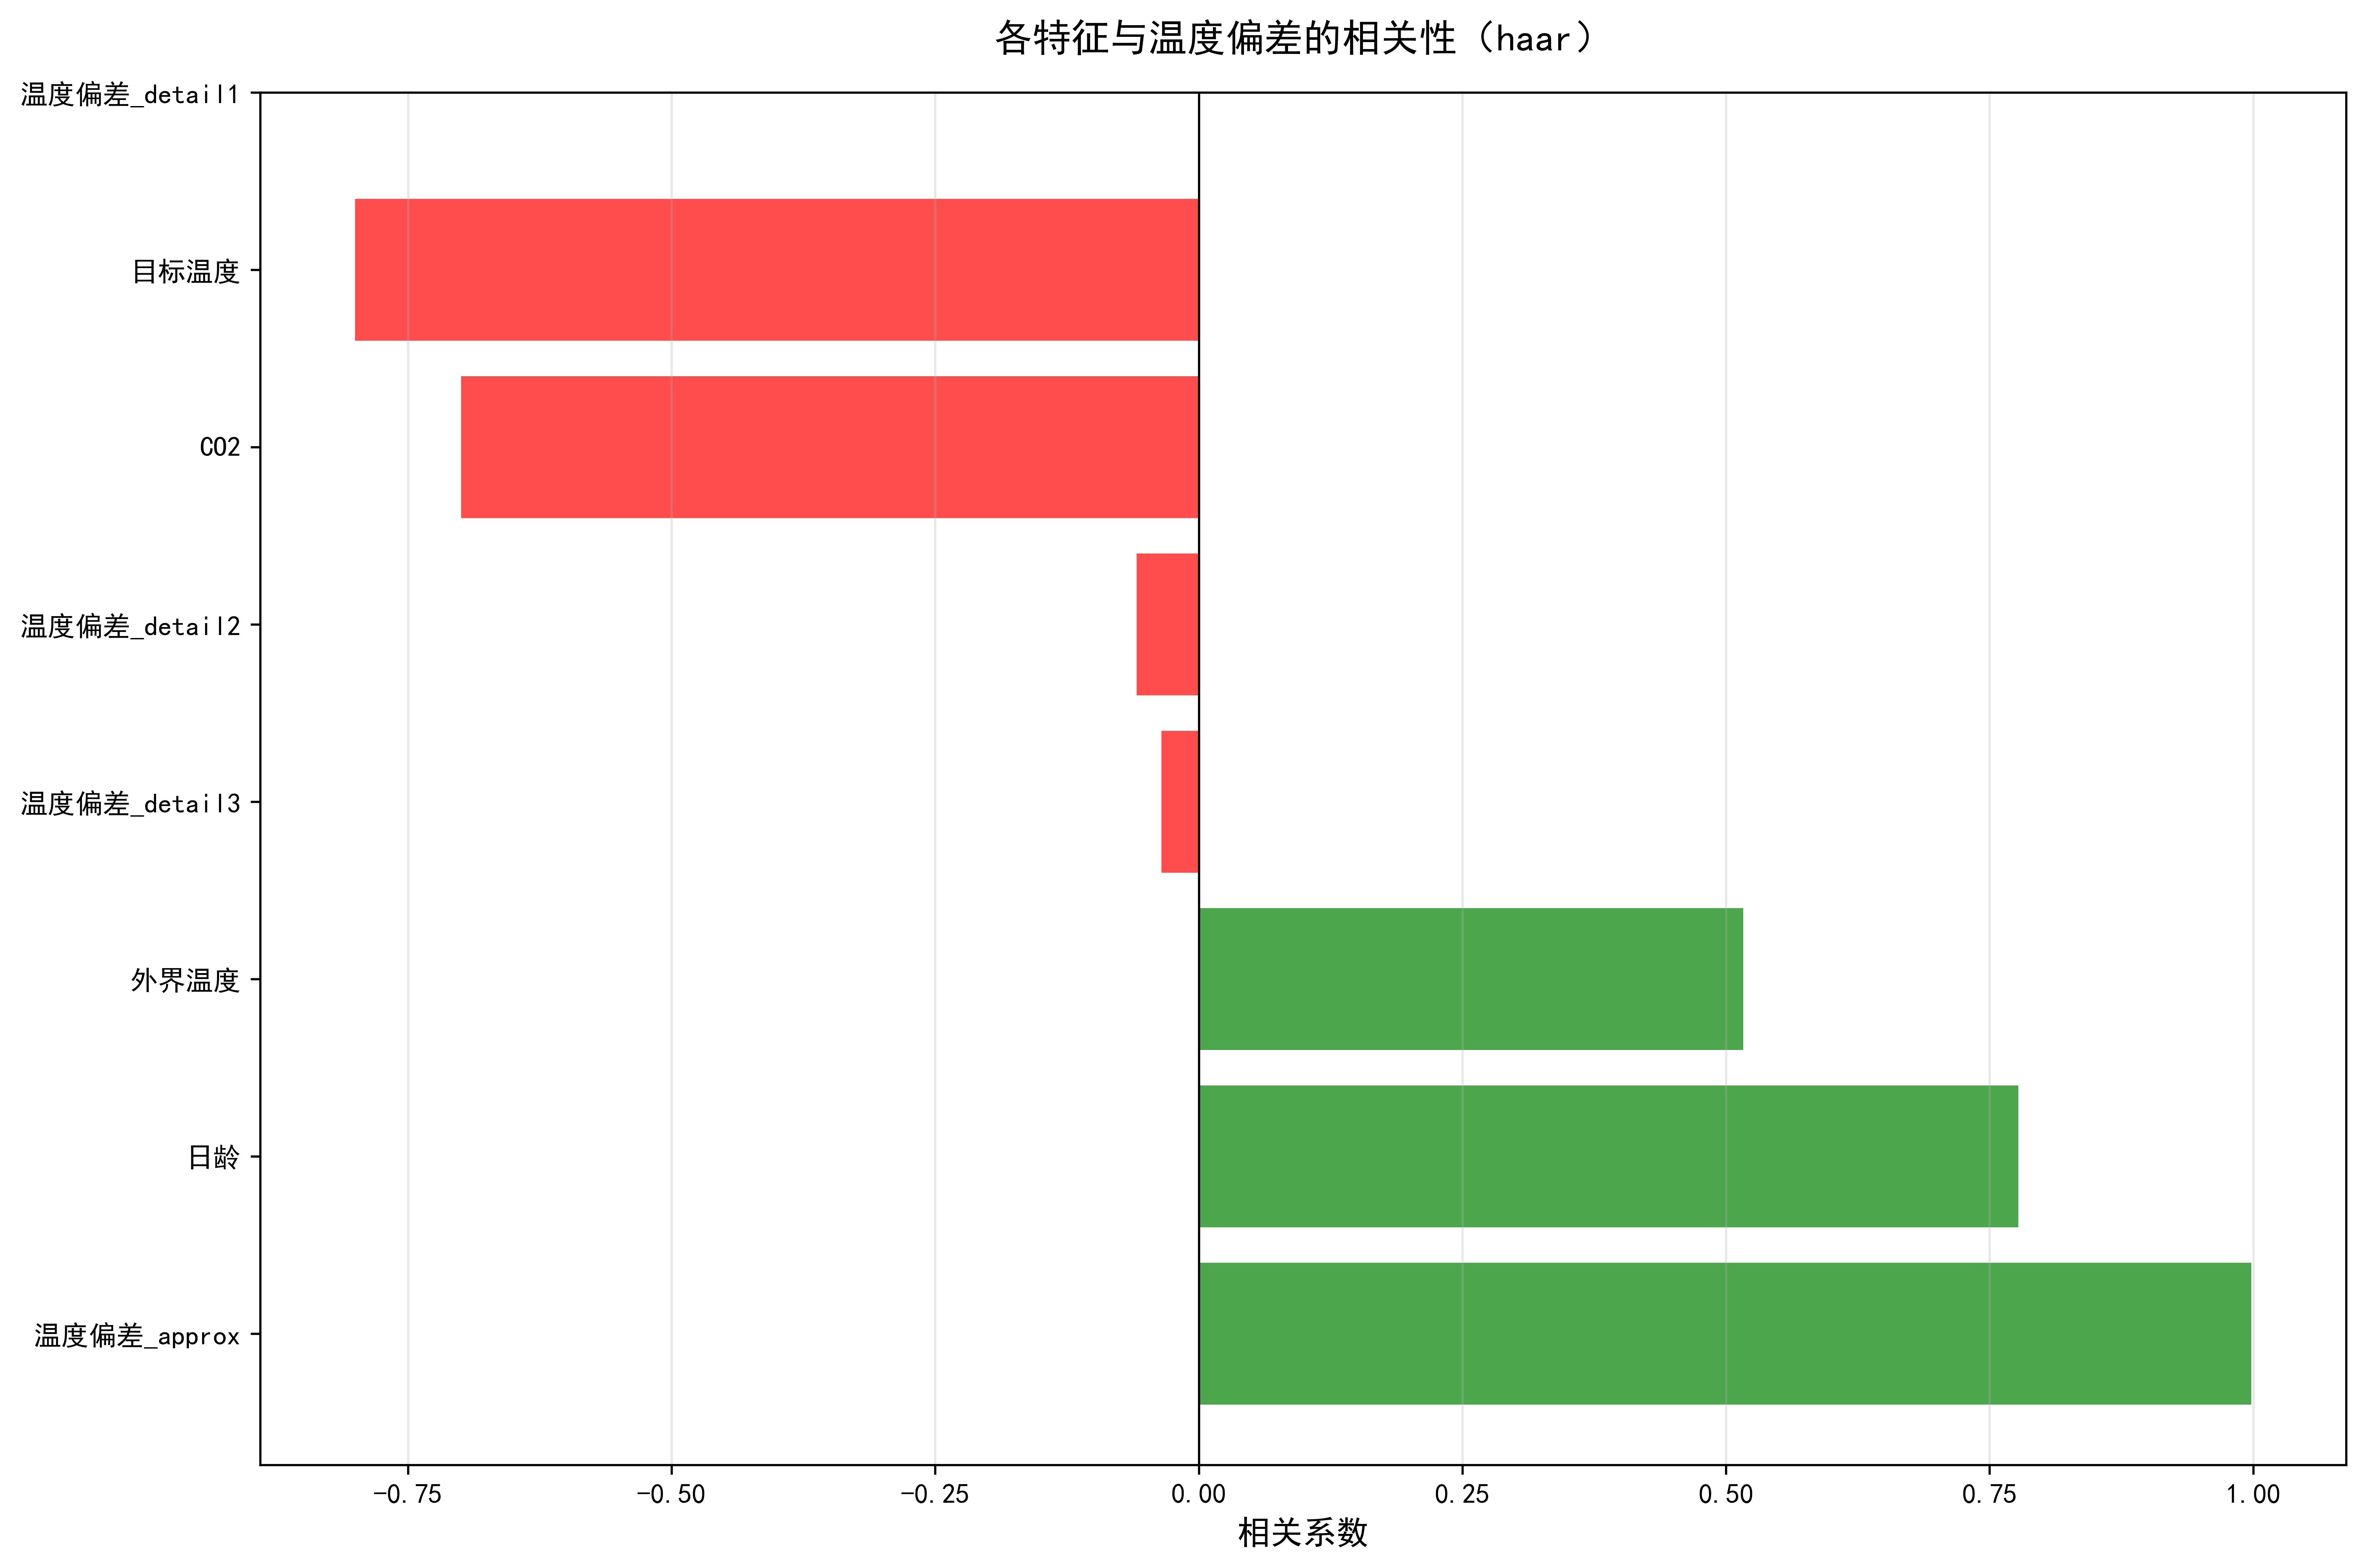 各特征与温度偏差的相关性（haar）
温度偏差_detail1
目标温度
CO2
温度偏差_detail2
温度偏差_detail3
外界温度
日龄
温度偏差_approx
−0.75 −0.50 −0.25 0.00 0.25 0.50 0.75 1.00
相关系数